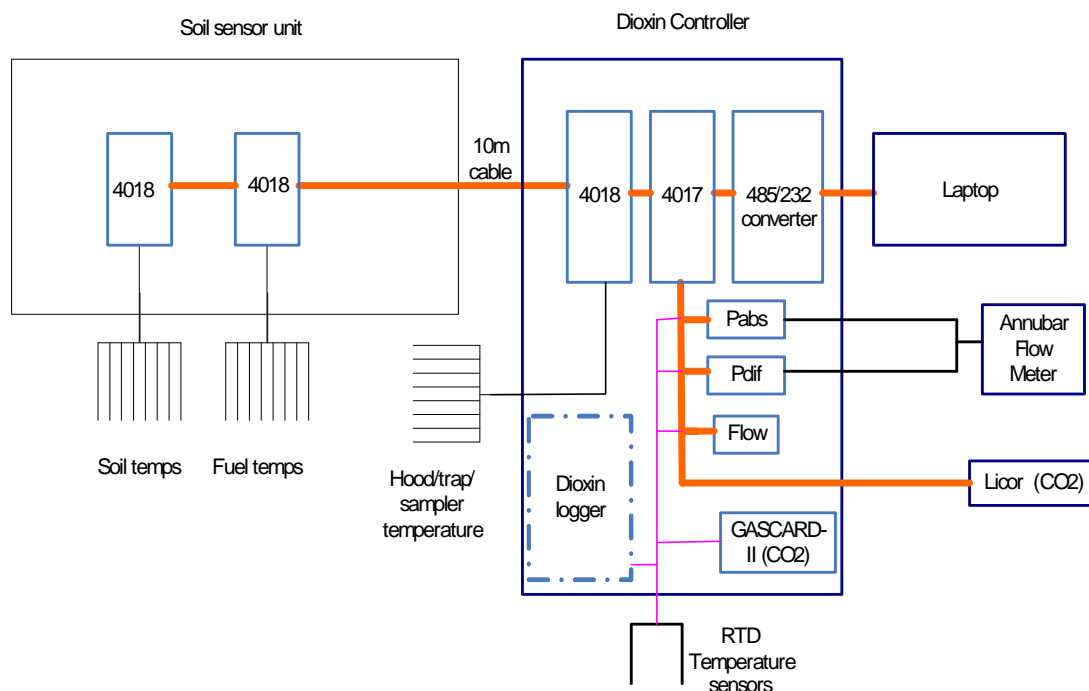 Soil sensor unit
Dioxin Controller
4018
4018
10m
cable
4018
4017
485/232
converter
Laptop
Pabs
Pdif
Flow
Annubar
Flow
Meter
Soil temps
Fuel temps
Hood/trap/
sampler
temperature
Dioxin
logger
Licor (CO2)
GASCARD-
II (CO2)
RTD
Temperature
sensors